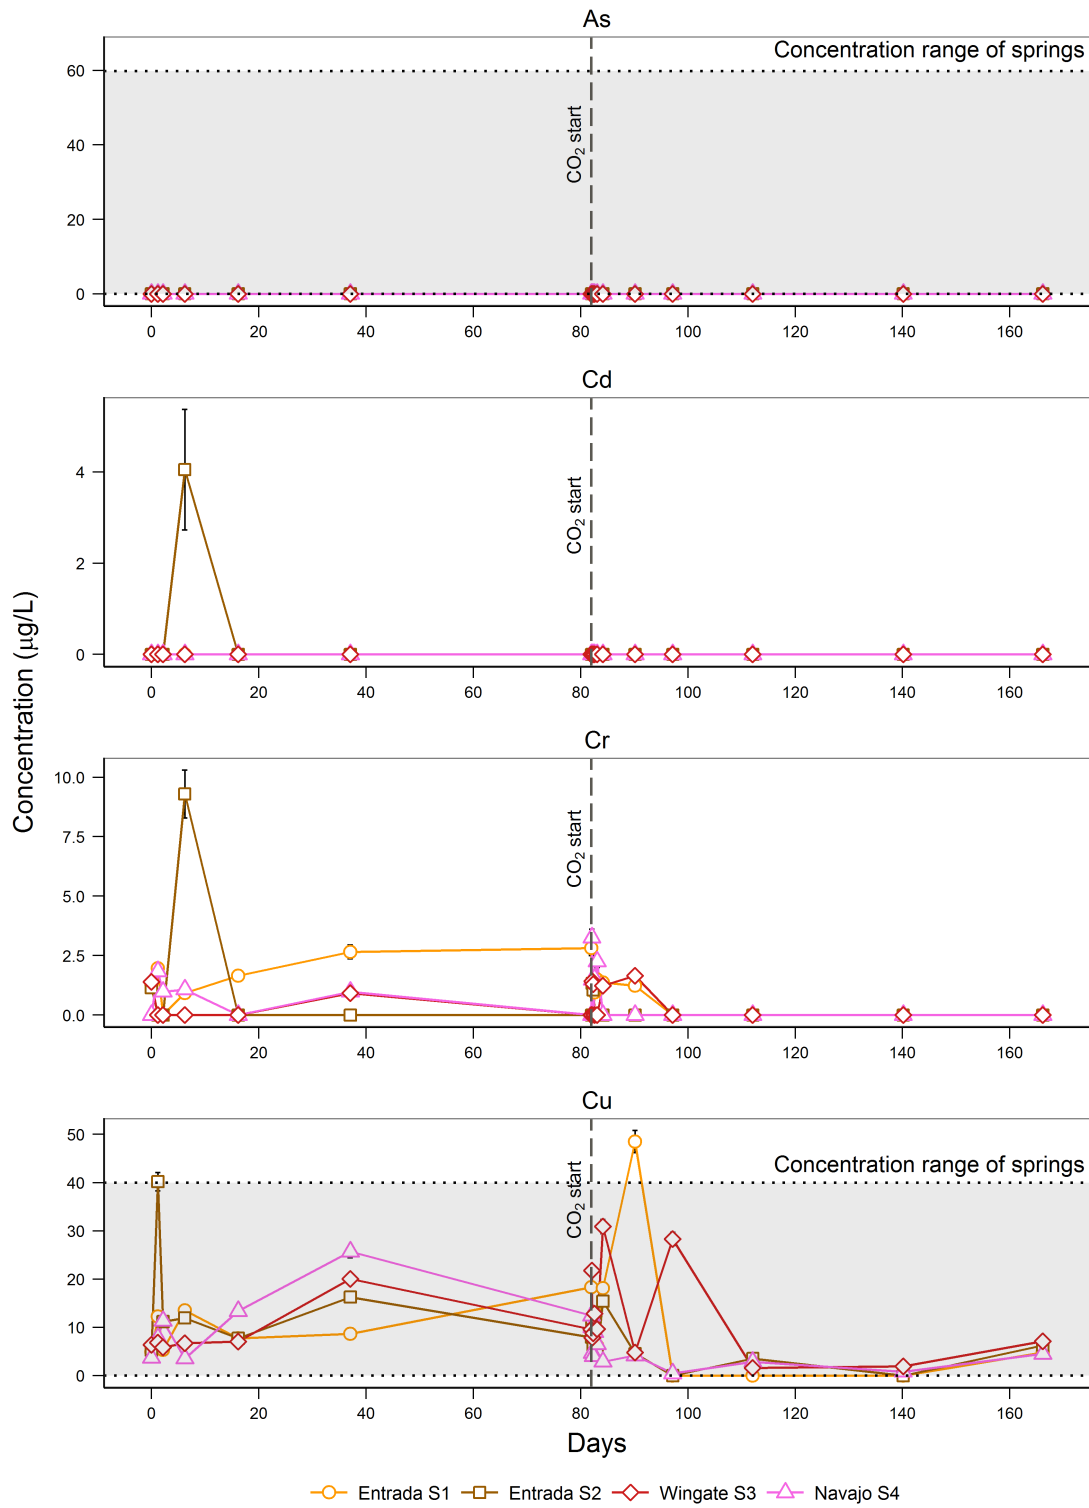 As
Concentration range of springs
60
40
20
0
CO₂ start
0 20 40 60 80 100 120 140 160
Cd
4
2
0
CO₂ start
0 20 40 60 80 100 120 140 160
Concentration (μg/L)
Cr
10.0
7.5
5.0
2.5
0.0
CO₂ start
0 20 40 60 80 100 120 140 160
Cu
50
Concentration range of springs
40
30
20
10
0
CO₂ start
0 20 40 60 80 100 120 140 160
Days
Entrada S1 Entrada S2 Wingate S3 Navajo S4